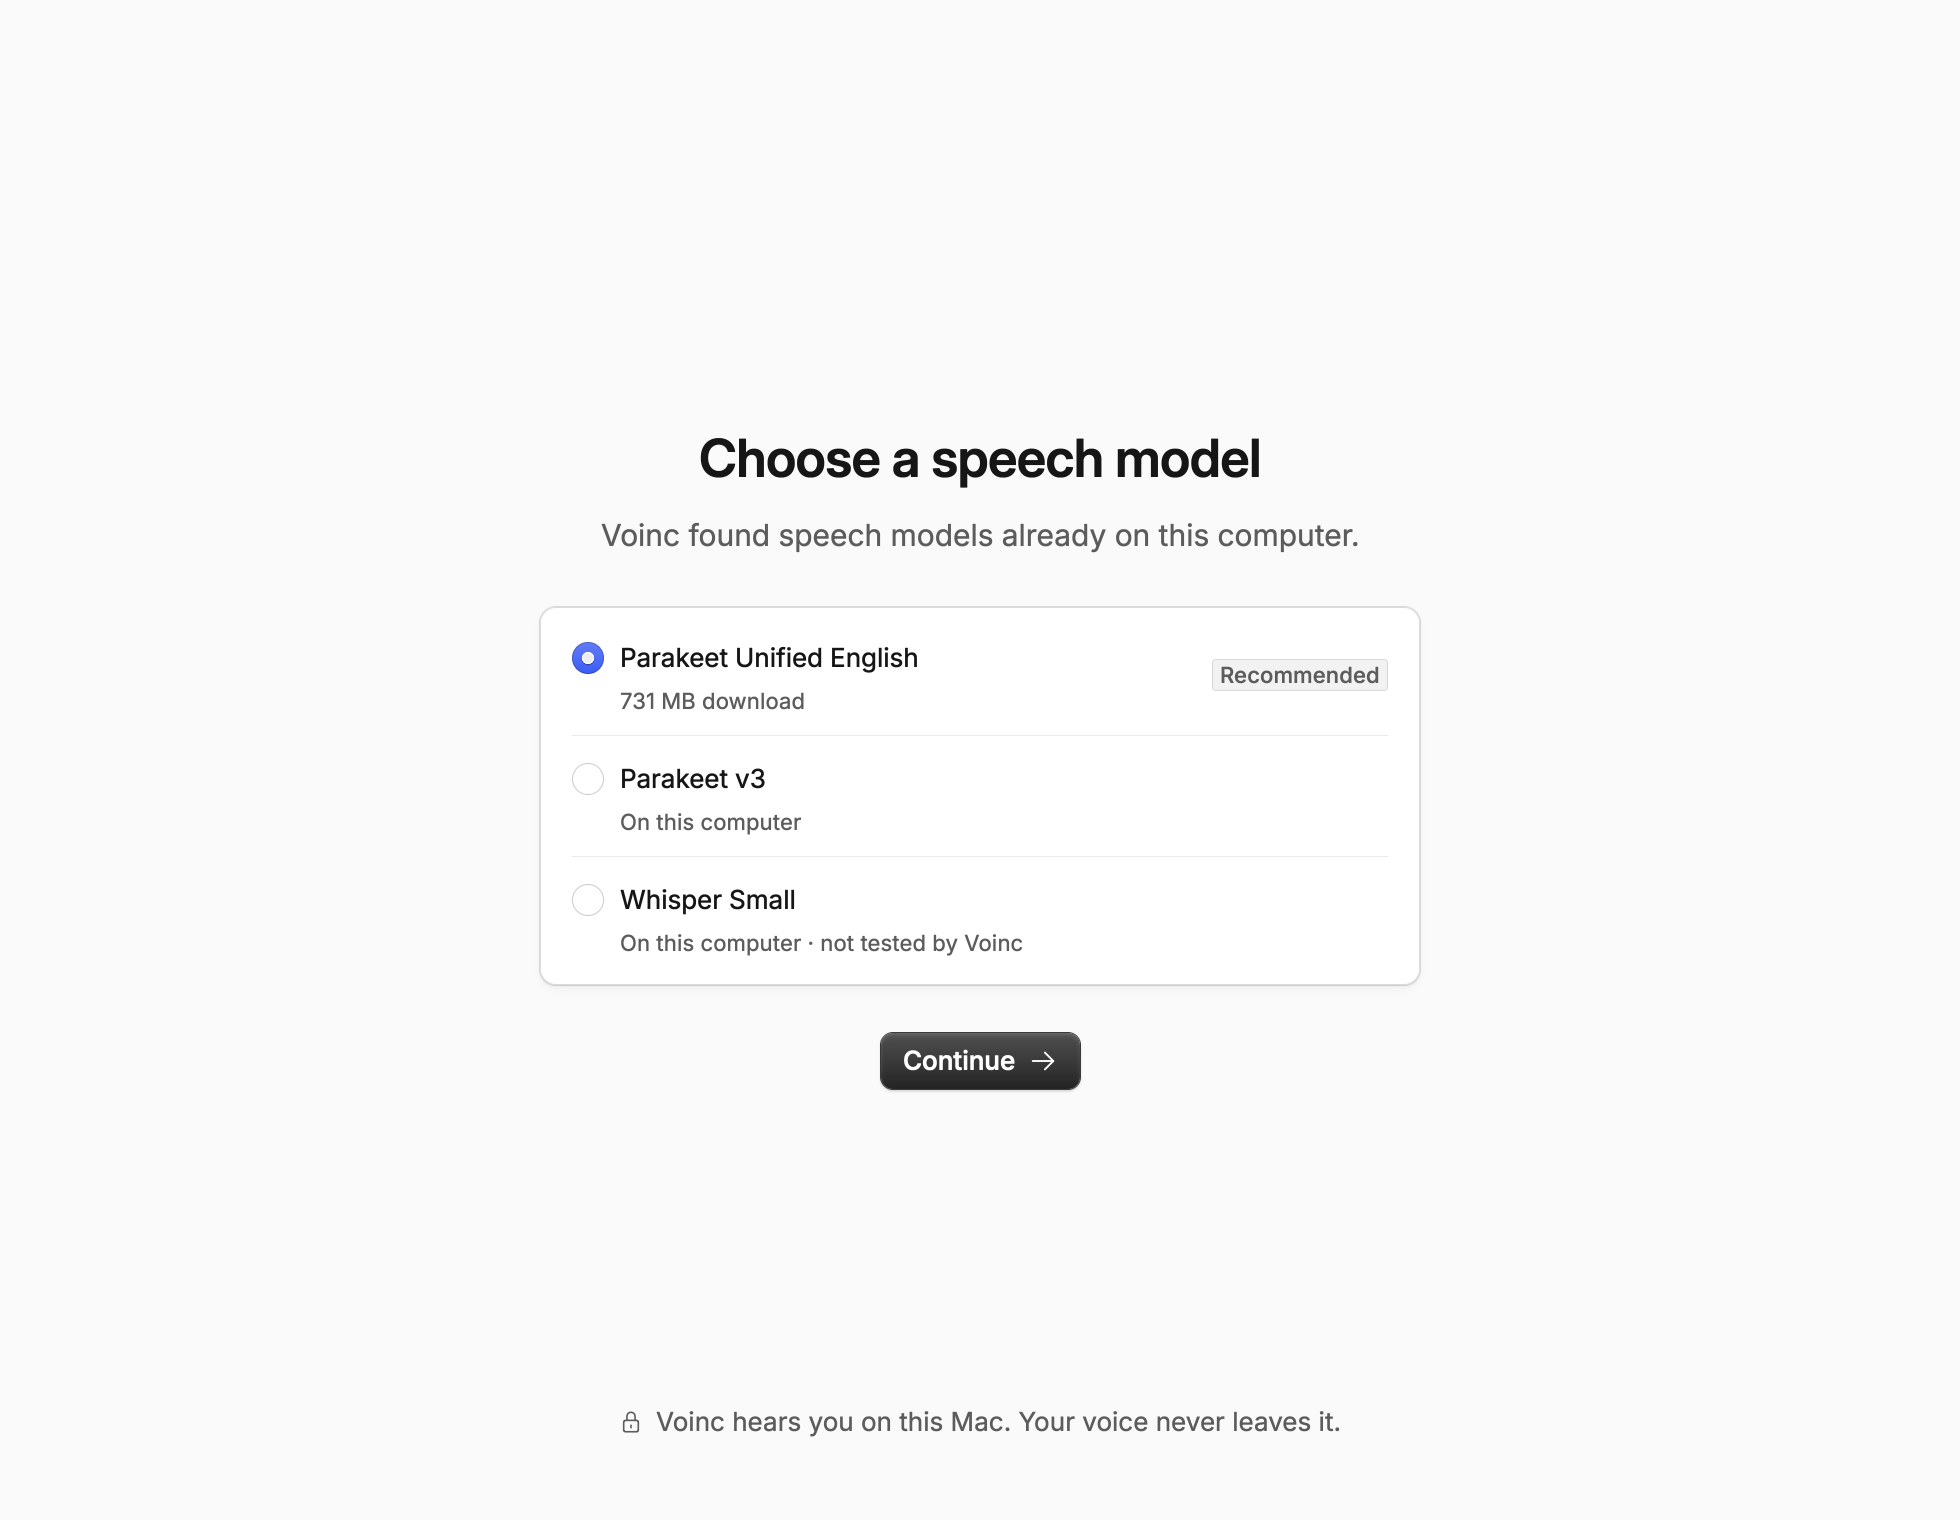 Choose a speech model
Voinc found speech models already on this computer.
Parakeet Unified English
Recommended
731 MB download
Parakeet v3
On this computer
Whisper Small
On this computer · not tested by Voinc
Continue →
Voinc hears you on this Mac. Your voice never leaves it.